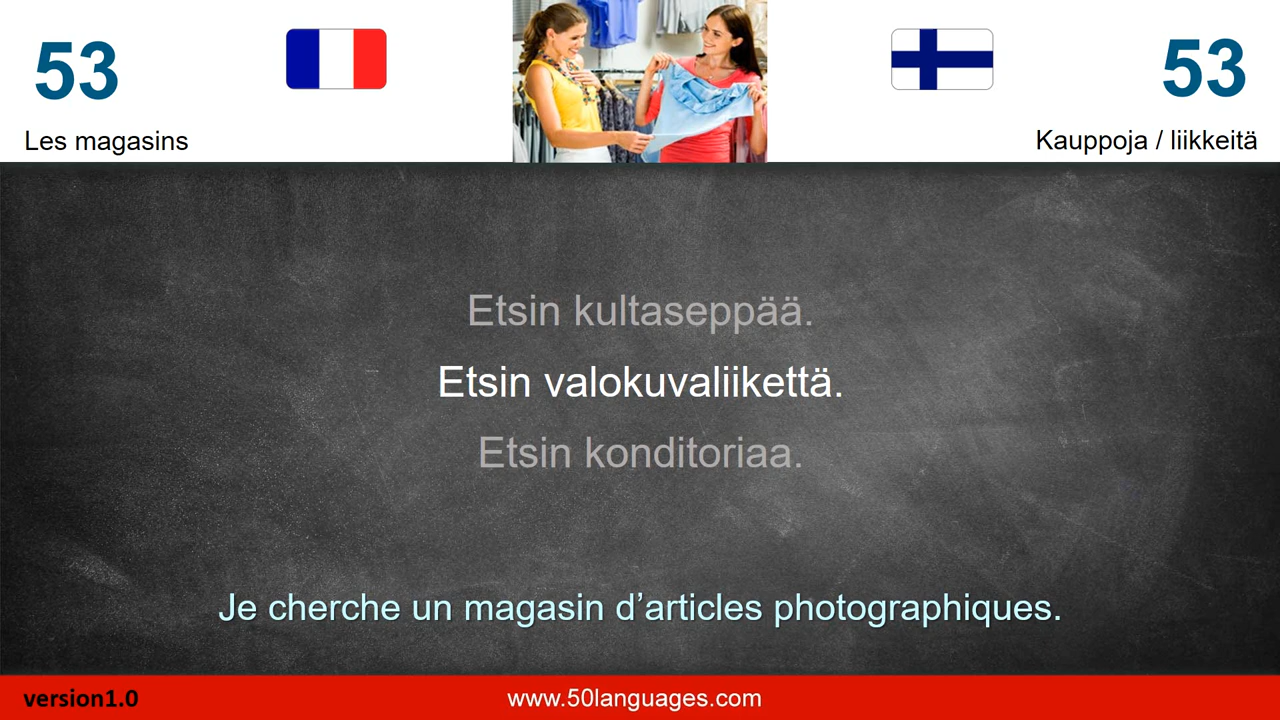 53
53
Les magasins
Kauppoja / liikkeitä
Etsin kultaseppää.
Etsin valokuvaliikettä.
Etsin konditoriaa.
Je cherche un magasin d’articles photographiques.
version1.0
www.50languages.com